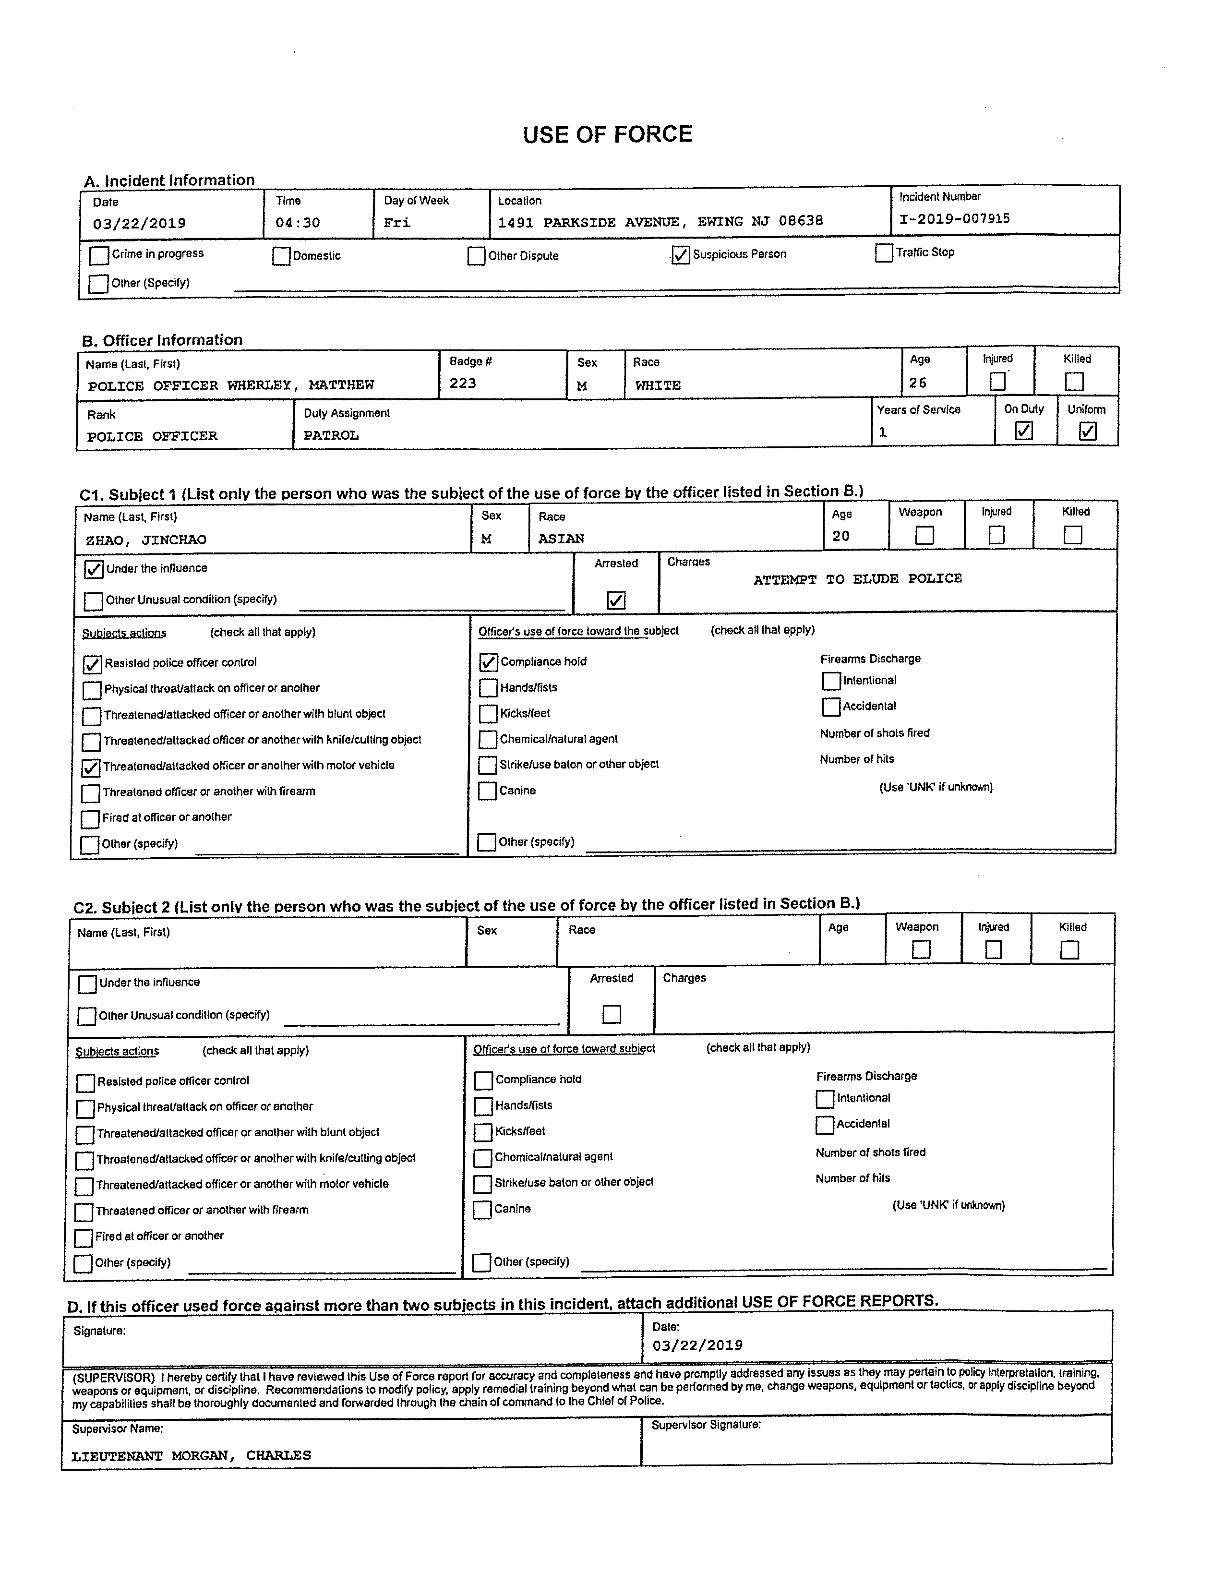 USE OF FORCE
A. Incident Information
Date Time Day of Week Location Incident Number
03/22/2019 04:30 Fri 1491 PARKSIDE AVENUE, EWING NJ 08638 I-2019-007915
Crime in progress Domestic Other Dispute Suspicious Person Traffic Stop
Other (Specify)
B. Officer Information
Name (Last, First) Badge # Sex Race Age Injured Killed
POLICE OFFICER WHERLEY, MATTHEW 223 M WHITE 26
Rank Duty Assignment Years of Service On Duty Uniform
POLICE OFFICER PATROL 1
C1. Subject 1 (List only the person who was the subject of the use of force by the officer listed in Section B.)
Name (Last, First) Sex Race Age Weapon Injured Killed
ZHAO, JINCHAO M ASIAN 20
Under the influence Arrested Charges
ATTEMPT TO ELUDE POLICE
Other Unusual condition (specify)
Subjects actions (check all that apply) Officer's use of force toward the subject (check all that apply)
Resisted police officer control Compliance hold Firearms Discharge
Physical threat/attack on officer or another Hands/fists Intentional
Threatened/attacked officer or another with blunt object Kicks/feet Accidental
Threatened/attacked officer or another with knife/cutting object Chemical/natural agent Number of shots fired
Threatened/attacked officer or another with motor vehicle Strike/use baton or other object Number of hits
Threatened officer or another with firearm Canine (Use 'UNK' if unknown)
Fired at officer or another
Other (specify) Other (specify)
C2. Subject 2 (List only the person who was the subject of the use of force by the officer listed in Section B.)
Name (Last, First) Sex Race Age Weapon Injured Killed
Under the influence Arrested Charges
Other Unusual condition (specify)
Subjects actions (check all that apply) Officer's use of force toward subject (check all that apply)
Resisted police officer control Compliance hold Firearms Discharge
Physical threat/attack on officer or another Hands/fists Intentional
Threatened/attacked officer or another with blunt object Kicks/feet Accidental
Threatened/attacked officer or another with knife/cutting object Chemical/natural agent Number of shots fired
Threatened/attacked officer or another with motor vehicle Strike/use baton or other object Number of hits
Threatened officer or another with firearm Canine (Use 'UNK' if unknown)
Fired at officer or another
Other (specify) Other (specify)
D. If this officer used force against more than two subjects in this incident, attach additional USE OF FORCE REPORTS.
Signature: Date:
03/22/2019
(SUPERVISOR) I hereby certify that I have reviewed this Use of Force report for accuracy and completeness and have promptly addressed any issues as they may pertain to policy interpretation, training,
weapons or equipment, or discipline. Recommendations to modify policy, apply remedial training beyond what can be performed by me, change weapons, equipment or tactics, or apply discipline beyond
my capabilities shall be thoroughly documented and forwarded through the chain of command to the Chief of Police.
Supervisor Name: Supervisor Signature:
LIEUTENANT MORGAN, CHARLES